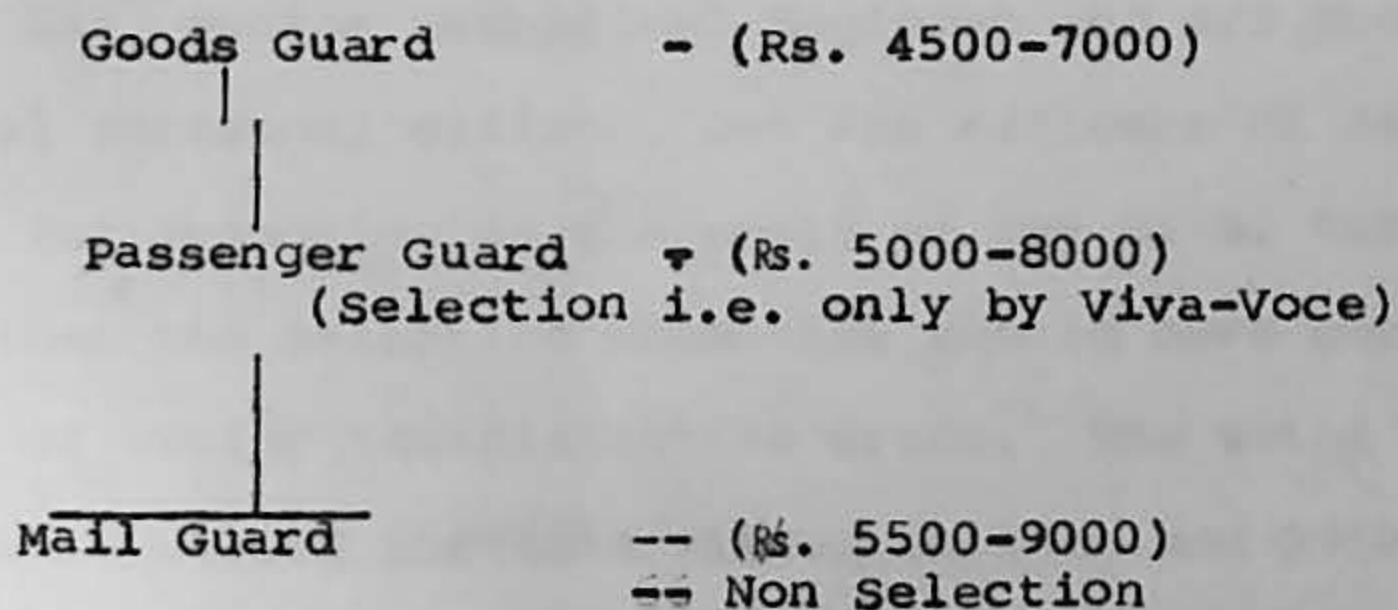 Goods Guard - (Rs. 4500-7000)
Passenger Guard - (Rs. 5000-8000)
(Selection i.e. only by Viva-Voce)
Mail Guard -- (Rs. 5500-9000)
-- Non Selection